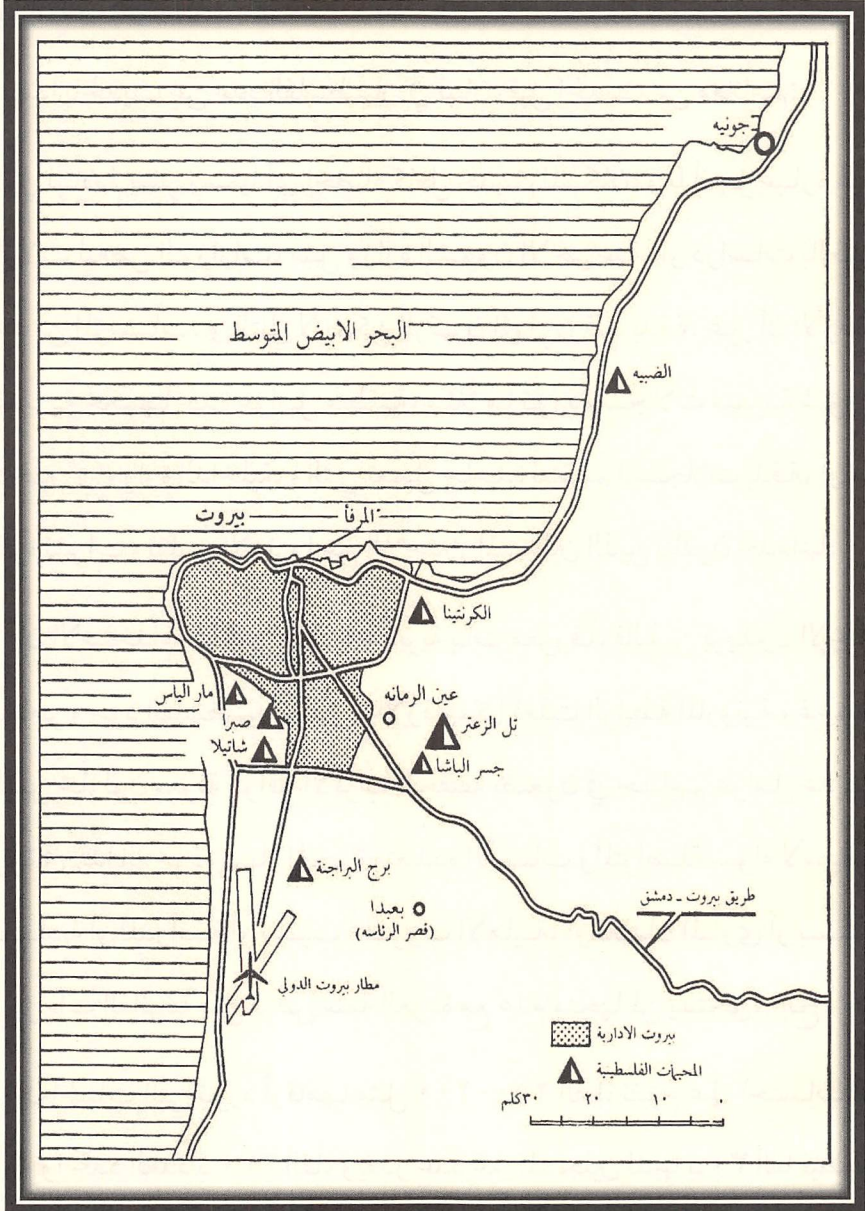 جونيه
البحر الابيض المتوسط
الضبيه
بيروت
المرفأ
الكرنتينا
مار الياس
صبرا
شاتيلا
عين الرمانه
تل الزعتر
جسر الباشا
برج البراجنة
بعبدا
(قصر الرئاسه)
طريق بيروت - دمشق
مطار بيروت الدولي
بيروت الادارية
المخيمات الفلسطينية
٣٠كلم ٢٠ ١٠ ٠